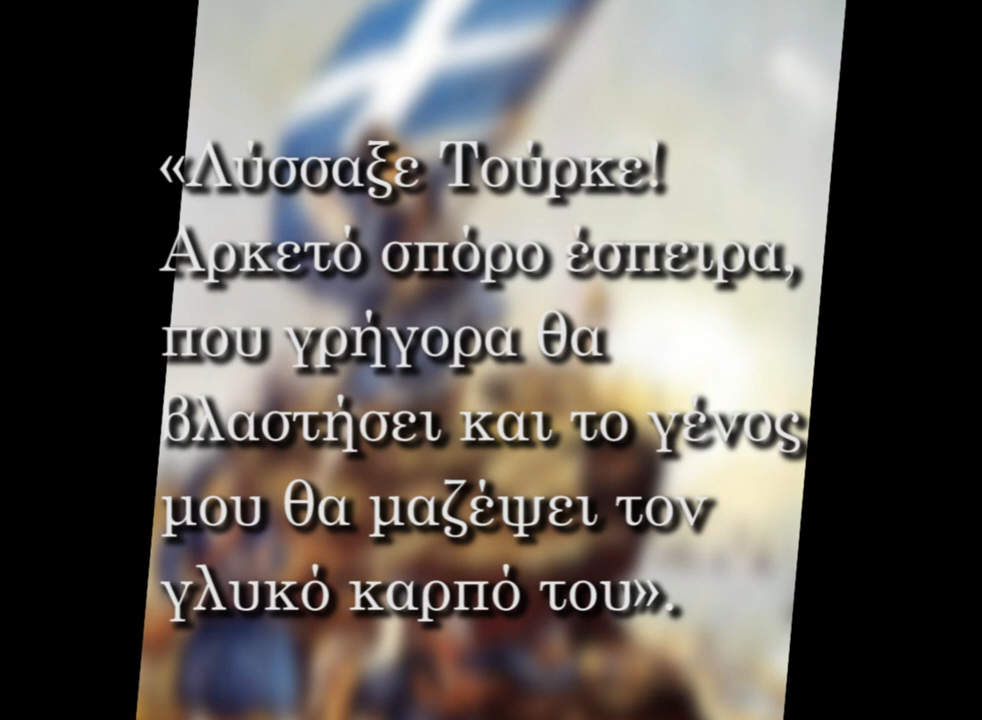 «Λύσσαξε Τούρκε!
Αρκετό σπόρο έσπειρα,
που γρήγορα θα
βλαστήσει και το γένος
μου θα μαζέψει τον
γλυκό καρπό του».